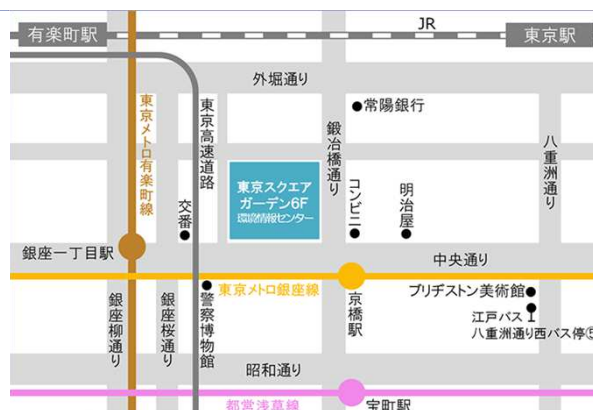 JR
有楽町駅
東京駅
外堀通り
常陽銀行
東京メトロ有楽町線
東京高速道路
鍛冶橋通り
八重洲通り
東京スクエア
ガーデン6F
環境情報センター
コンビニ
明治屋
交番
銀座一丁目駅
中央通り
東京メトロ銀座線
ブリヂストン美術館
京橋駅
江戸バス
八重洲通り西バス停⑤
銀座柳通り
銀座桜通り
警察博物館
昭和通り
都営浅草線
宝町駅